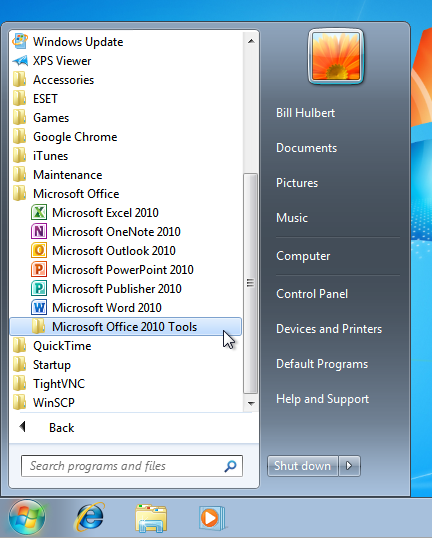 Windows Update
XPS Viewer
Accessories
ESET
Games
Google Chrome
iTunes
Maintenance
Microsoft Office
Microsoft Excel 2010
Microsoft OneNote 2010
Microsoft Outlook 2010
Microsoft PowerPoint 2010
Microsoft Publisher 2010
Microsoft Word 2010
Microsoft Office 2010 Tools
QuickTime
Startup
TightVNC
WinSCP
Back
Search programs and files
Bill Hulbert
Documents
Pictures
Music
Computer
Control Panel
Devices and Printers
Default Programs
Help and Support
Shut down